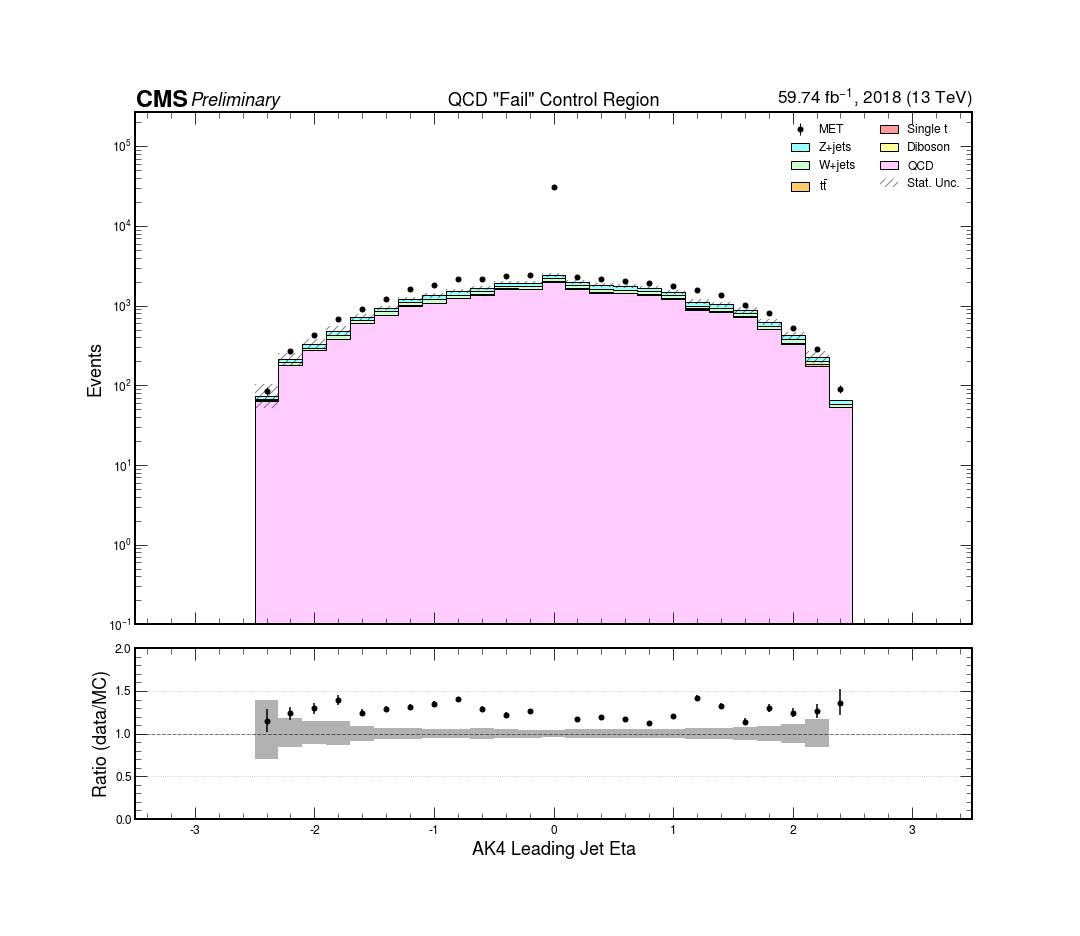 CMS Preliminary QCD "Fail" Control Region 59.74 fb⁻¹, 2018 (13 TeV)
MET Single t
Z+jets Diboson
W+jets QCD
tt̄ Stat. Unc.
10⁵
10⁴
10³
10²
10¹
10⁰
10⁻¹
Events
2.0
1.5
1.0
0.5
0.0
Ratio (data/MC)
-3 -2 -1 0 1 2 3
AK4 Leading Jet Eta